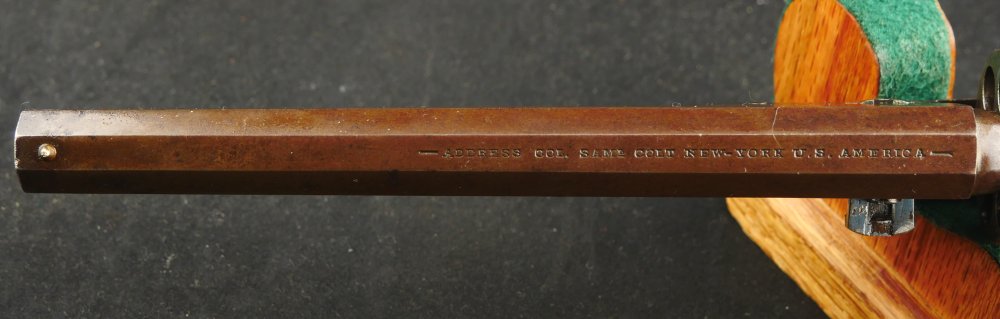 —ADDRESS COL. SAML COLT NEW-YORK U.S. AMERICA—